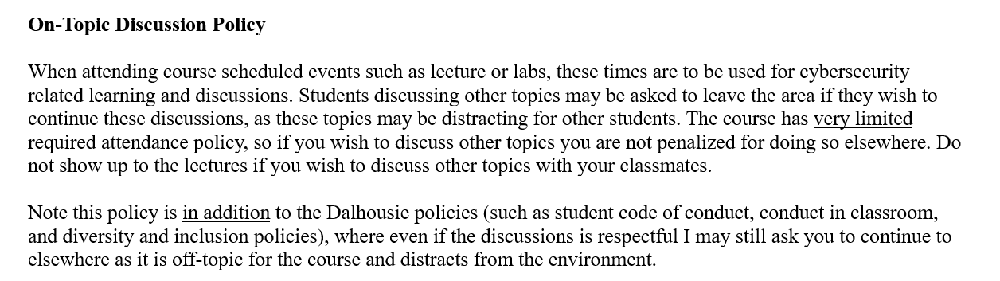 On-Topic Discussion Policy
When attending course scheduled events such as lecture or labs, these times are to be used for cybersecurity
related learning and discussions. Students discussing other topics may be asked to leave the area if they wish to
continue these discussions, as these topics may be distracting for other students. The course has very limited
required attendance policy, so if you wish to discuss other topics you are not penalized for doing so elsewhere. Do
not show up to the lectures if you wish to discuss other topics with your classmates.
Note this policy is in addition to the Dalhousie policies (such as student code of conduct, conduct in classroom,
and diversity and inclusion policies), where even if the discussions is respectful I may still ask you to continue to
elsewhere as it is off-topic for the course and distracts from the environment.